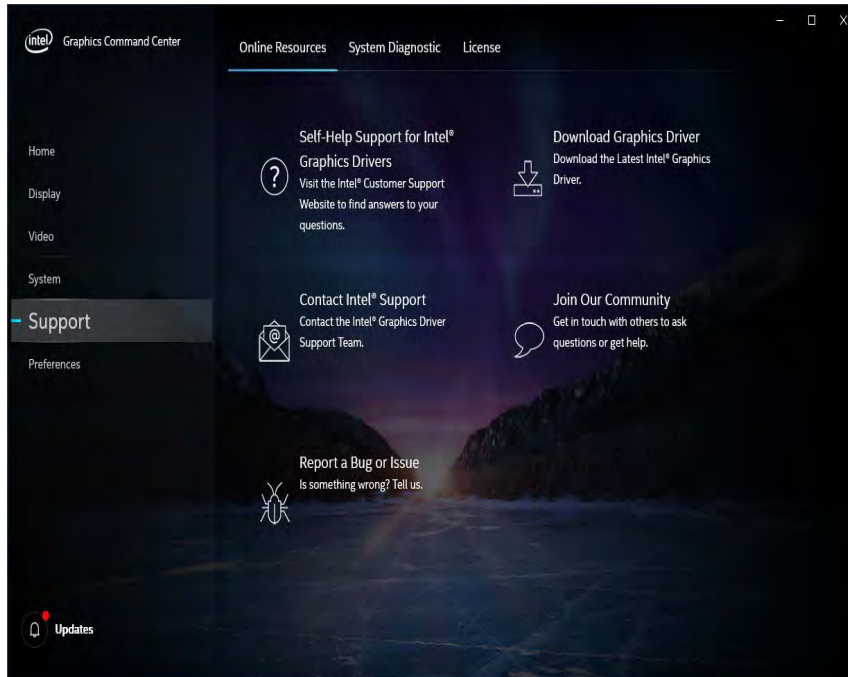 intel Graphics Command Center
Online Resources System Diagnostic License
Home
Display
Video
System
Support
Preferences
Updates
Self-Help Support for Intel®
Graphics Drivers
Visit the Intel® Customer Support
Website to find answers to your
questions.
Download Graphics Driver
Download the Latest Intel® Graphics
Driver.
Contact Intel® Support
Contact the Intel® Graphics Driver
Support Team.
Join Our Community
Get in touch with others to ask
questions or get help.
Report a Bug or Issue
Is something wrong? Tell us.